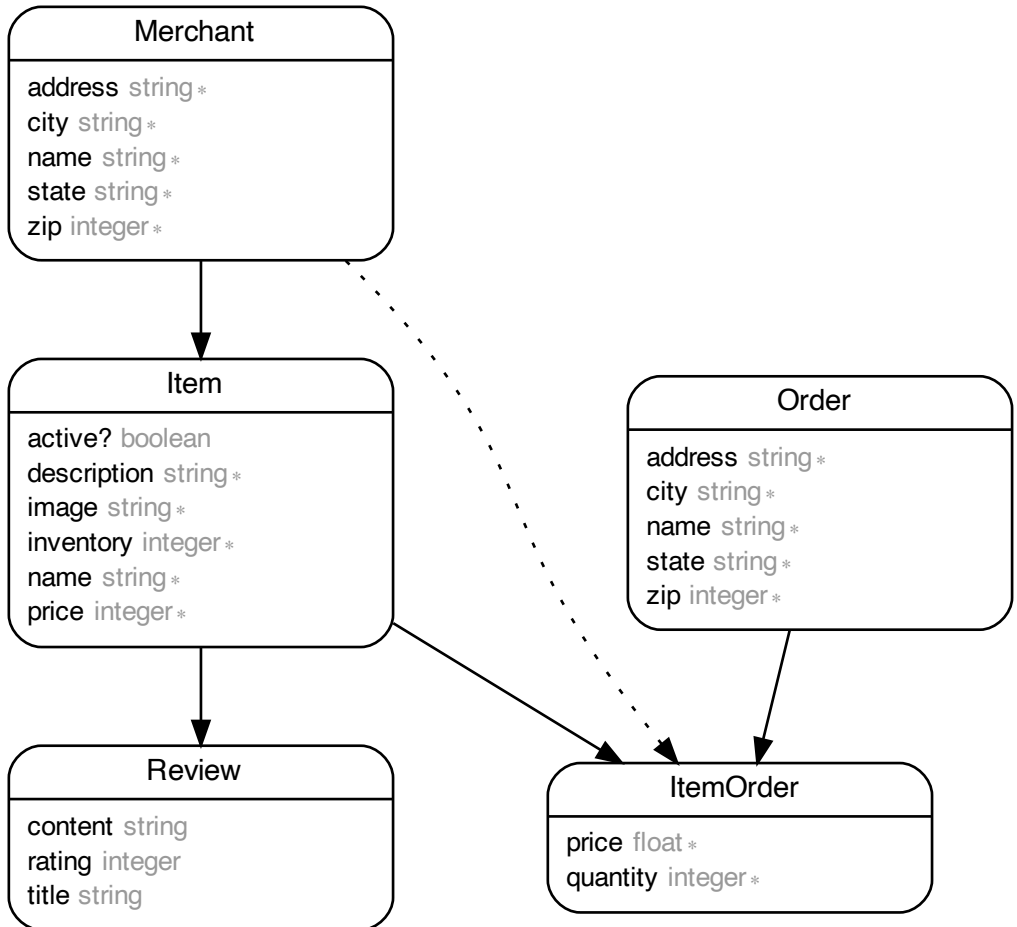 Merchant
address string *
city string *
name string *
state string *
zip integer *
Item
active? boolean
description string *
image string *
inventory integer *
name string *
price integer *
Order
address string *
city string *
name string *
state string *
zip integer *
Review
content string
rating integer
title string
ItemOrder
price float *
quantity integer *